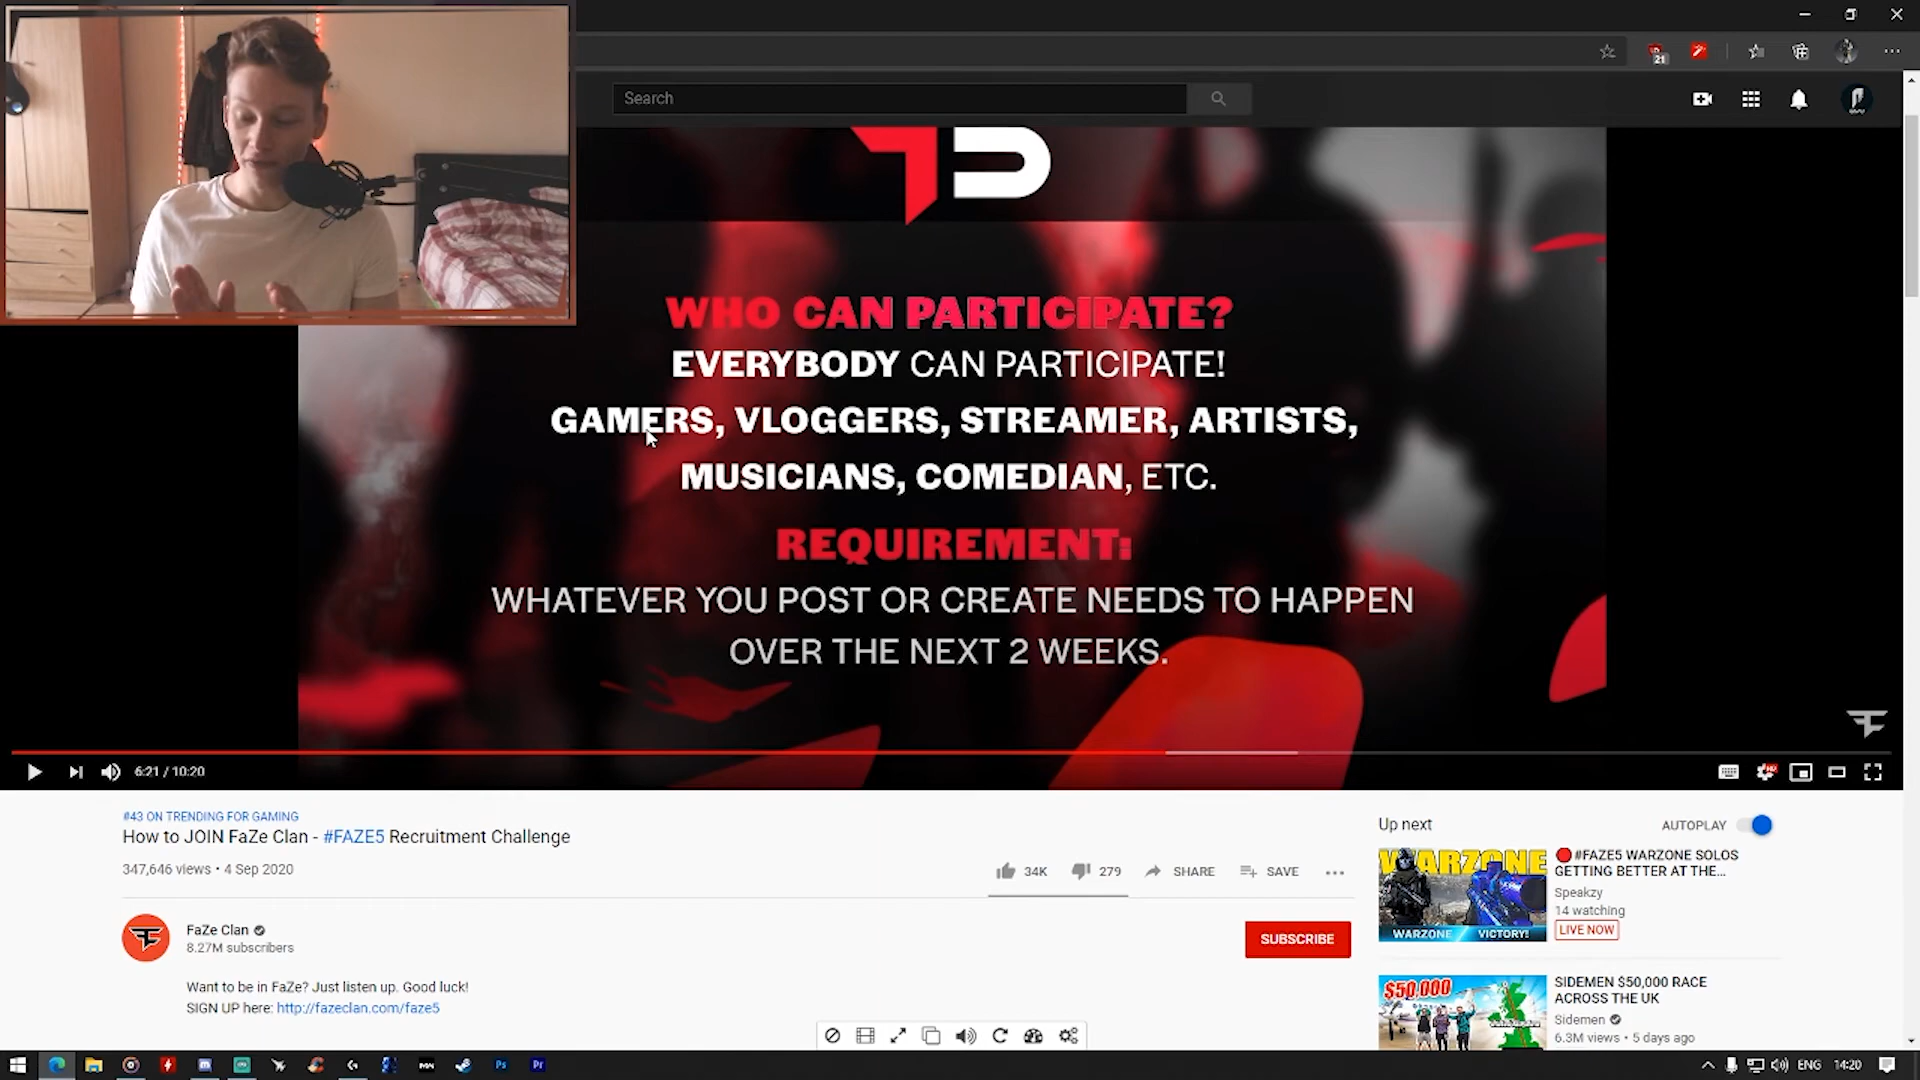 21
Search
WHO CAN PARTICIPATE?
EVERYBODY CAN PARTICIPATE!
GAMERS, VLOGGERS, STREAMER, ARTISTS,
MUSICIANS, COMEDIAN, ETC.
REQUIREMENT:
WHATEVER YOU POST OR CREATE NEEDS TO HAPPEN
OVER THE NEXT 2 WEEKS.
6:21 / 10:20
HD
#43 ON TRENDING FOR GAMING
How to JOIN FaZe Clan - #FAZE5 Recruitment Challenge
347,646 views • 4 Sep 2020
34K
279
SHARE
SAVE
FaZe Clan
8.27M subscribers
SUBSCRIBE
Want to be in FaZe? Just listen up. Good luck!
SIGN UP here: http://fazeclan.com/faze5
Up next
AUTOPLAY
WARZONE
WARZONE VICTORY!
#FAZE5 WARZONE SOLOS
GETTING BETTER AT THE...
Speakzy
14 watching
LIVE NOW
$50,000
SIDEMEN $50,000 RACE
ACROSS THE UK
Sidemen
6.3M views • 5 days ago
Ps
Pr
ENG
14:20